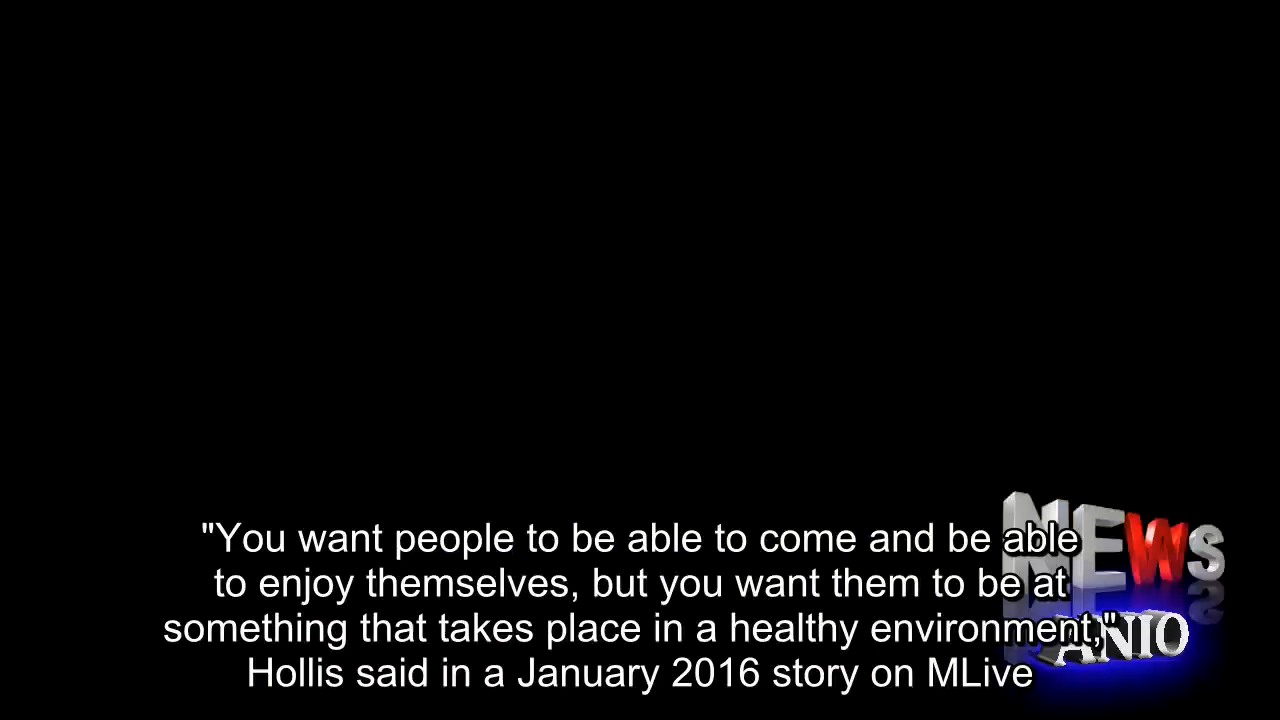 "You want people to be able to come and be able
to enjoy themselves, but you want them to be at
something that takes place in a healthy environment,"
Hollis said in a January 2016 story on MLive
NEWS